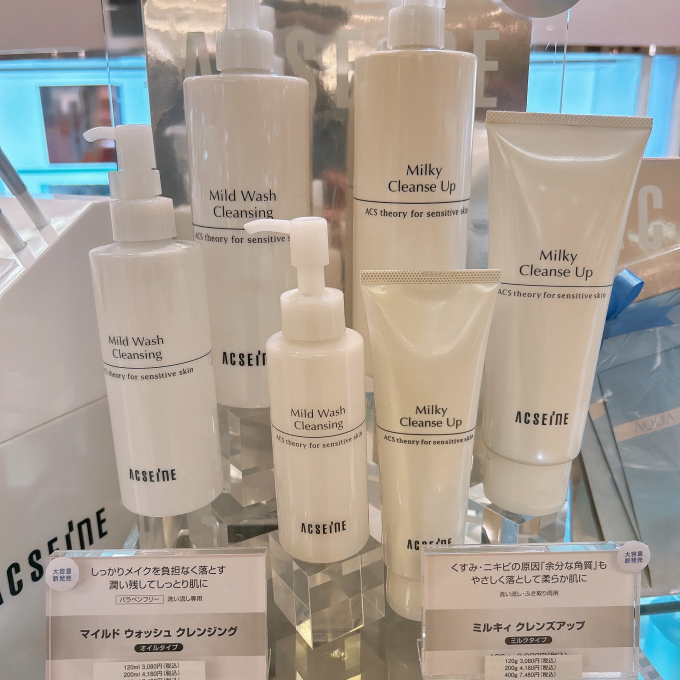 ACSEINE
Mild Wash
Cleansing
ACS theory for sensitive s
Milky
Cleanse Up
ACS theory for sensitive skin
Milky
Cleanse Up
ACS theory for sensitive skin
ACSEINE
Mild Wash
Cleansing
ACS theory for sensitive skin
ACSEINE
ACSEINE
Mild Wash
Cleansing
ACS theory for sensitive skin
ACSEINE
Milky
Cleanse Up
ACS theory for sensitive skin
ACSEINE
ACSEINE
AC
AQUA
大容量
新発売
しっかりメイクを負担なく落とす
潤い残してしっとり肌に
パラベンフリー 洗い流し専用
マイルド ウォッシュ クレンジング
オイルタイプ
120ml 3,080円(税込)
200ml 4,180円(税込)
大容量
新発売
くすみ・ニキビの原因「余分な角質」も
やさしく落として柔らか肌に
洗い流し・ふき取り両用
ミルキィ クレンズアップ
ミルクタイプ
120g 3,080円(税込)
200g 4,180円(税込)
400g 7,480円(税込)